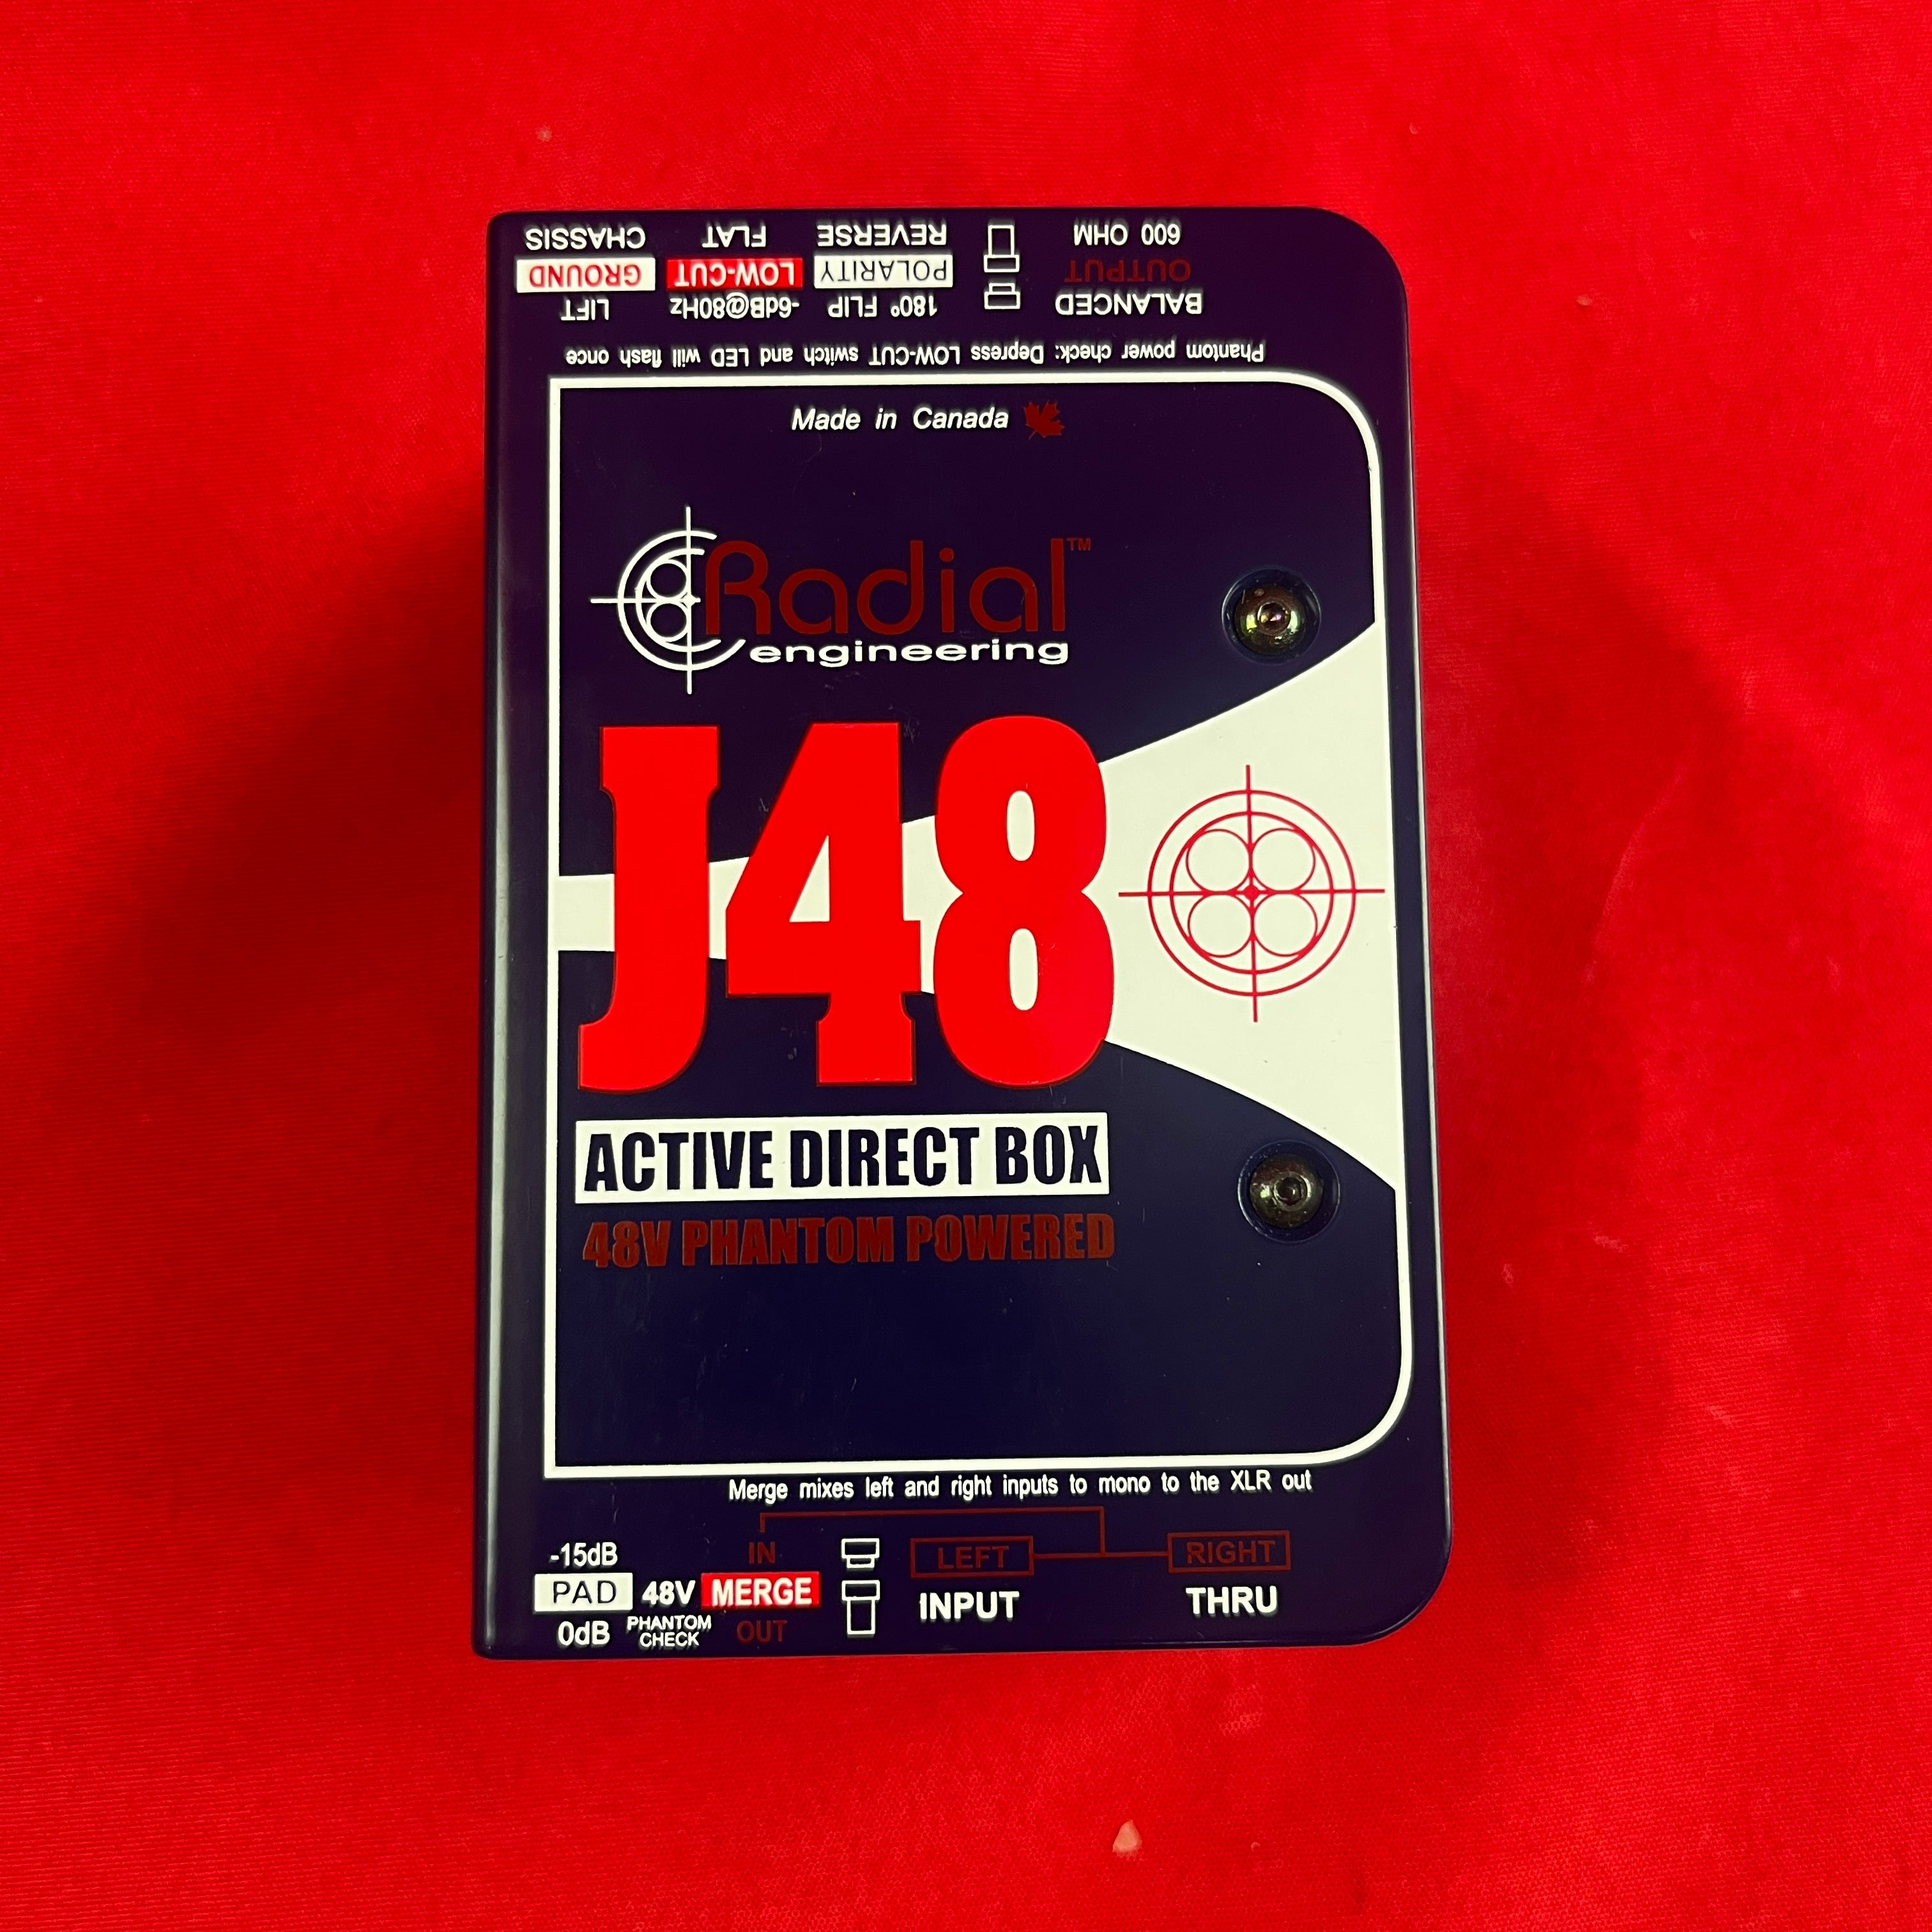 CHASSIS FLAT REVERSE 600 OHM
GROUND LOW-CUT POLARITY OUTPUT
LIFT -6dB@80Hz 180° FLIP BALANCED
Phantom power check: Depress LOW-CUT switch and LED will flash once
Made in Canada
Radial™
engineering
J48
ACTIVE DIRECT BOX
48V PHANTOM POWERED
Merge mixes left and right inputs to mono to the XLR out
-15dB IN LEFT RIGHT
PAD 48V MERGE INPUT THRU
0dB PHANTOM CHECK OUT